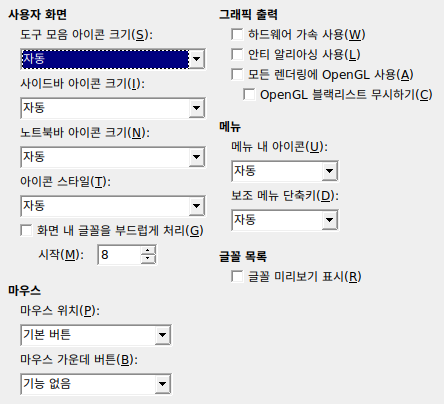 사용자 화면
도구 모음 아이콘 크기(S):
자동
사이드바 아이콘 크기(I):
자동
노트북바 아이콘 크기(N):
자동
아이콘 스타일(T):
자동
화면 내 글꼴을 부드럽게 처리(G)
시작(M): 8
마우스
마우스 위치(P):
기본 버튼
마우스 가운데 버튼(B):
기능 없음
그래픽 출력
하드웨어 가속 사용(W)
안티 알리아싱 사용(L)
모든 렌더링에 OpenGL 사용(A)
OpenGL 블랙리스트 무시하기(C)
메뉴
메뉴 내 아이콘(U):
자동
보조 메뉴 단축키(D):
자동
글꼴 목록
글꼴 미리보기 표시(R)